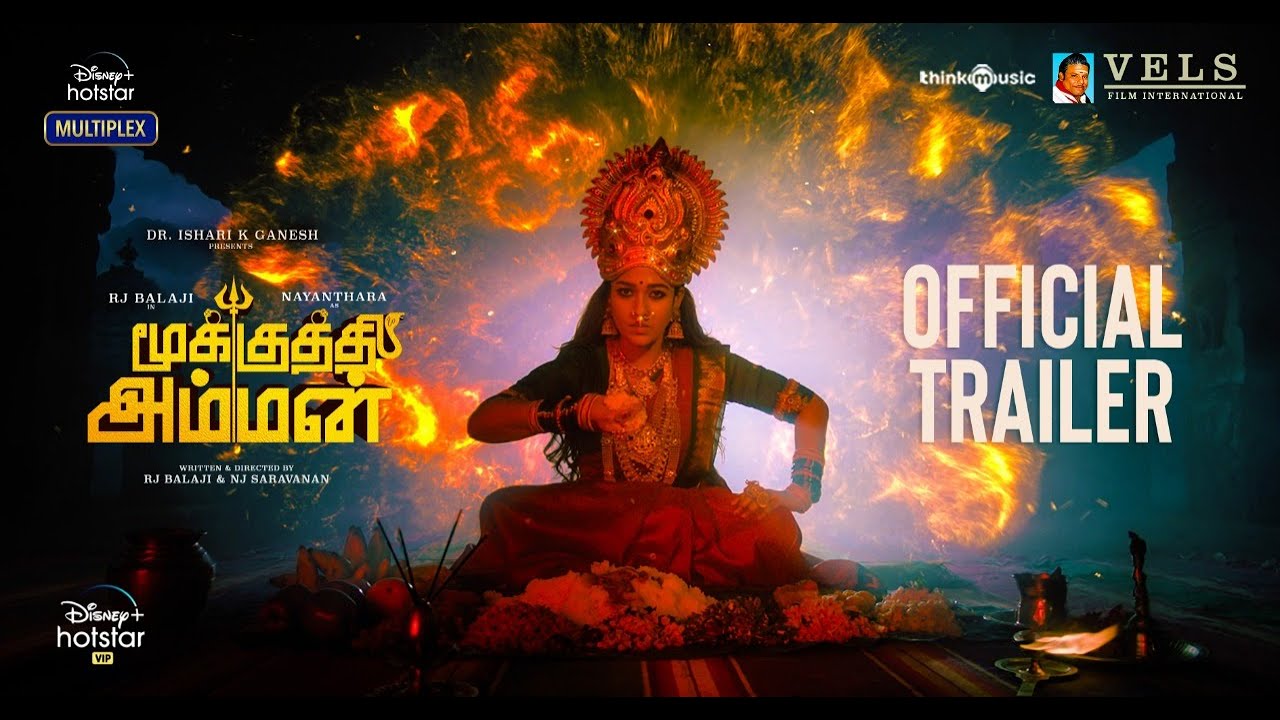 Disney+
hotstar
MULTIPLEX
think music
VELS
FILM INTERNATIONAL
DR. ISHARI K GANESH
PRESENTS
RJ BALAJI
IN
NAYANTHARA
AS
மூக்குத்தி
அம்மன்
WRITTEN & DIRECTED BY
RJ BALAJI & NJ SARAVANAN
OFFICIAL
TRAILER
Disney+
hotstar
VIP